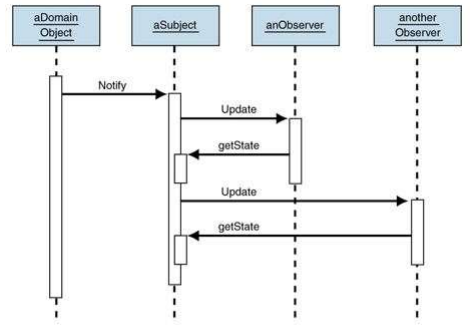 aDomain
Object
aSubject
anObserver
another
Observer
Notify
Update
getState
Update
getState